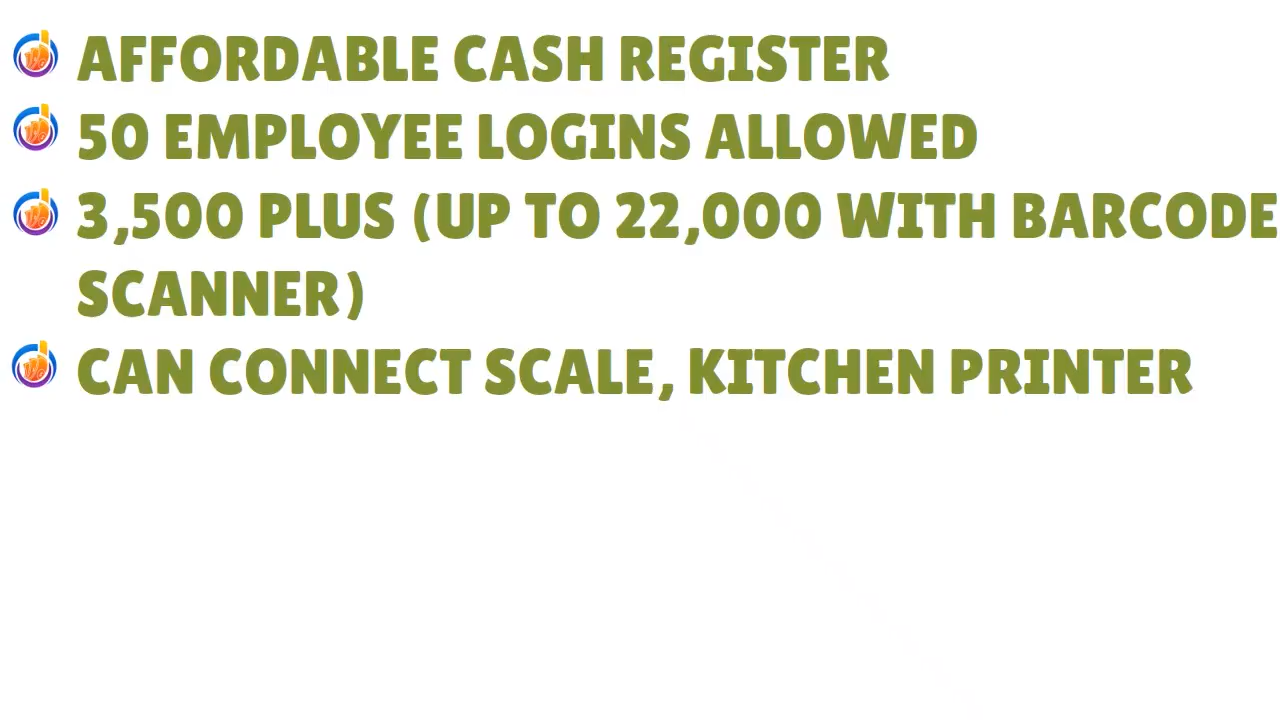 AFFORDABLE CASH REGISTER
50 EMPLOYEE LOGINS ALLOWED
3,500 PLUS (UP TO 22,000 WITH BARCODE
SCANNER)
CAN CONNECT SCALE, KITCHEN PRINTER